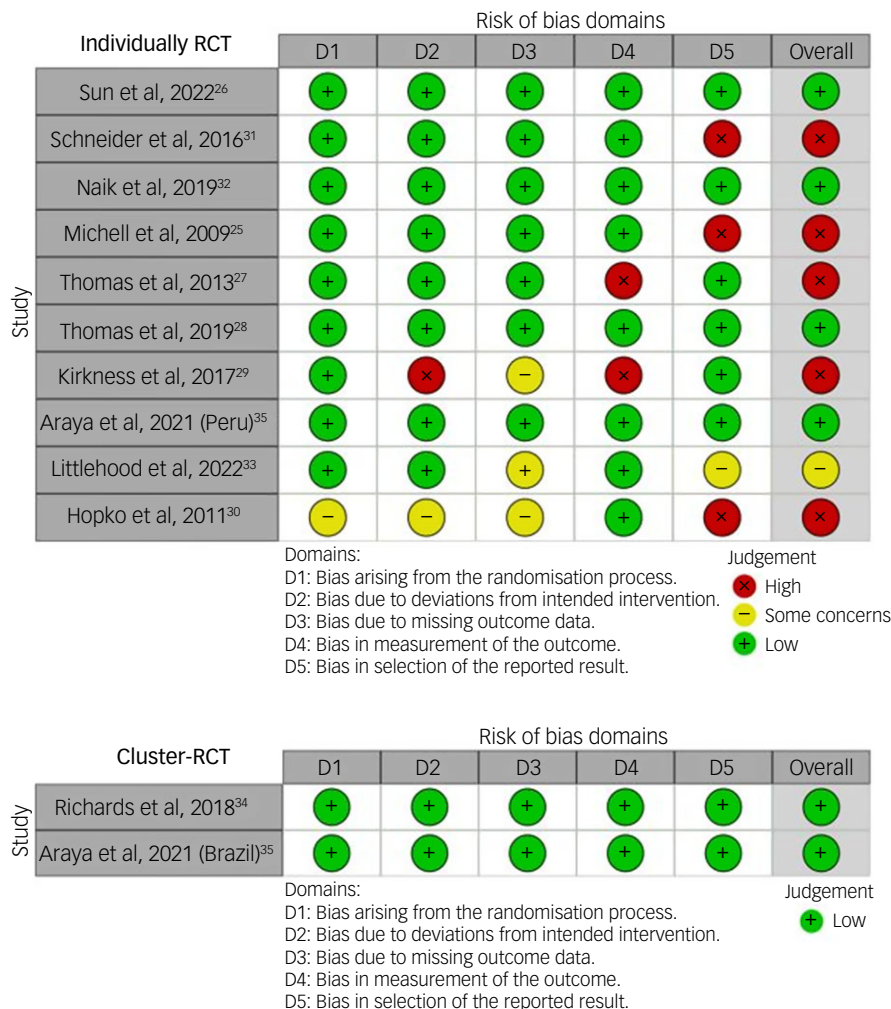 Risk of bias domains
Individually RCT D1 D2 D3 D4 D5 Overall
Study
Sun et al, 2022²⁶ + + + + + +
Schneider et al, 2016³¹ + + + + × ×
Naik et al, 2019³² + + + + + +
Michell et al, 2009²⁵ + + + + × ×
Thomas et al, 2013²⁷ + + + × + ×
Thomas et al, 2019²⁸ + + + + + +
Kirkness et al, 2017²⁹ + × − × + ×
Araya et al, 2021 (Peru)³⁵ + + + + + +
Littlehood et al, 2022³³ + + + + − −
Hopko et al, 2011³⁰ − − − + × ×
Domains:
D1: Bias arising from the randomisation process.
D2: Bias due to deviations from intended intervention.
D3: Bias due to missing outcome data.
D4: Bias in measurement of the outcome.
D5: Bias in selection of the reported result.
Judgement
× High
− Some concerns
+ Low
Risk of bias domains
Cluster-RCT D1 D2 D3 D4 D5 Overall
Study
Richards et al, 2018³⁴ + + + + + +
Araya et al, 2021 (Brazil)³⁵ + + + + + +
Domains:
D1: Bias arising from the randomisation process.
D2: Bias due to deviations from intended intervention.
D3: Bias due to missing outcome data.
D4: Bias in measurement of the outcome.
D5: Bias in selection of the reported result.
Judgement
+ Low